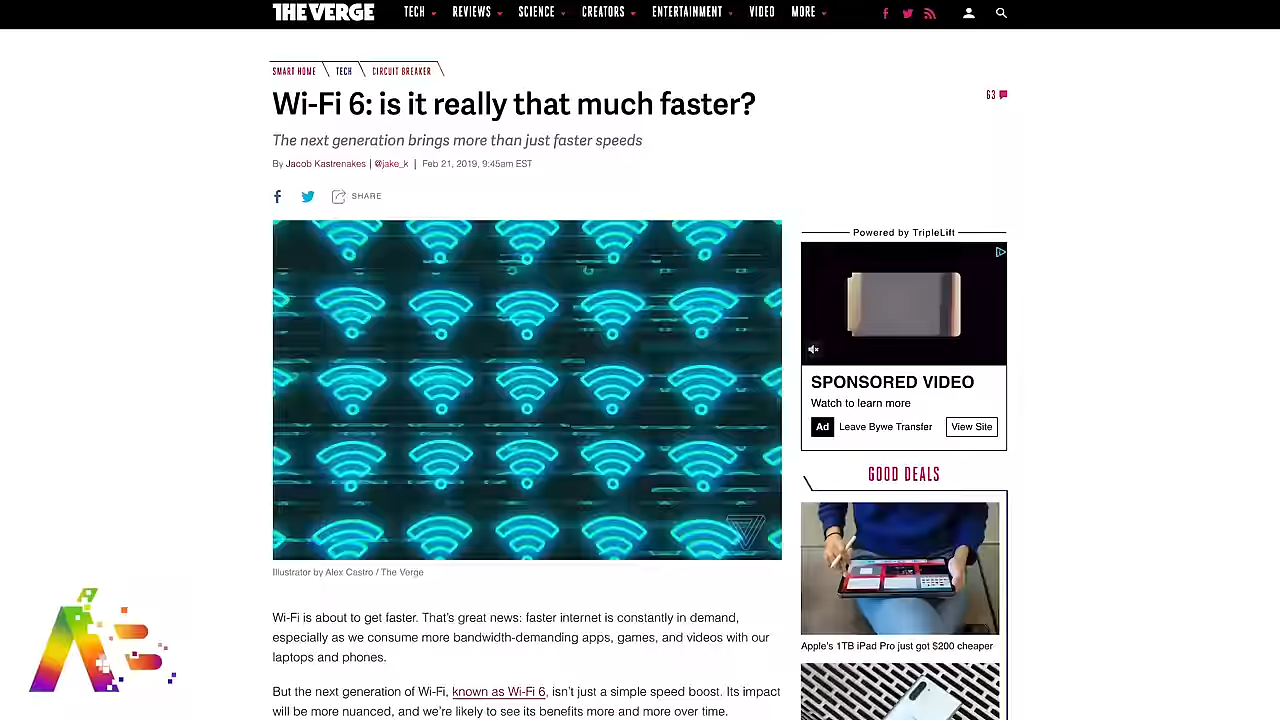 THE VERGE
TECH REVIEWS SCIENCE CREATORS ENTERTAINMENT VIDEO MORE
SMART HOME TECH CIRCUIT BREAKER
Wi-Fi 6: is it really that much faster?
63
The next generation brings more than just faster speeds
By Jacob Kastrenakes | @jake_k | Feb 21, 2019, 9:45am EST
SHARE
Illustrator by Alex Castro / The Verge
Wi-Fi is about to get faster. That's great news: faster internet is constantly in demand,
especially as we consume more bandwidth-demanding apps, games, and videos with our
laptops and phones.
But the next generation of Wi-Fi, known as Wi-Fi 6, isn't just a simple speed boost. Its impact
will be more nuanced, and we're likely to see its benefits more and more over time.
Powered by TripleLift
SPONSORED VIDEO
Watch to learn more
Ad Leave Bywe Transfer View Site
GOOD DEALS
Apple's 1TB iPad Pro just got $200 cheaper
AE